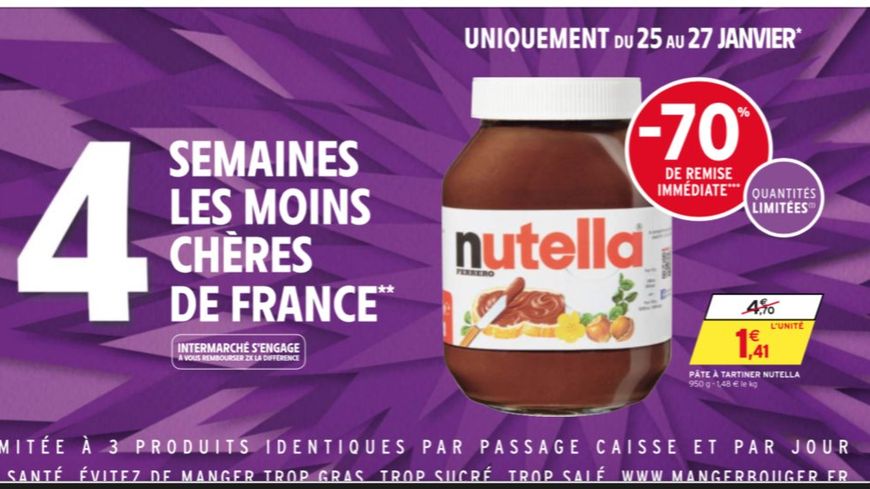 UNIQUEMENT DU 25 AU 27 JANVIER*
4 SEMAINES
LES MOINS
CHÈRES
DE FRANCE**
INTERMARCHÉ S'ENGAGE
À VOUS REMBOURSER 2X LA DIFFÉRENCE
-70%
DE REMISE
IMMÉDIATE***
QUANTITÉS
LIMITÉES(1)
nutella
FERRERO
4€,70
L'UNITÉ
1€,41
PÂTE À TARTINER NUTELLA
950 g - 1,48 € le kg
MITÉE À 3 PRODUITS IDENTIQUES PAR PASSAGE CAISSE ET PAR JOUR
SANTÉ, ÉVITEZ DE MANGER TROP GRAS, TROP SUCRÉ, TROP SALÉ. WWW.MANGERBOUGER.FR